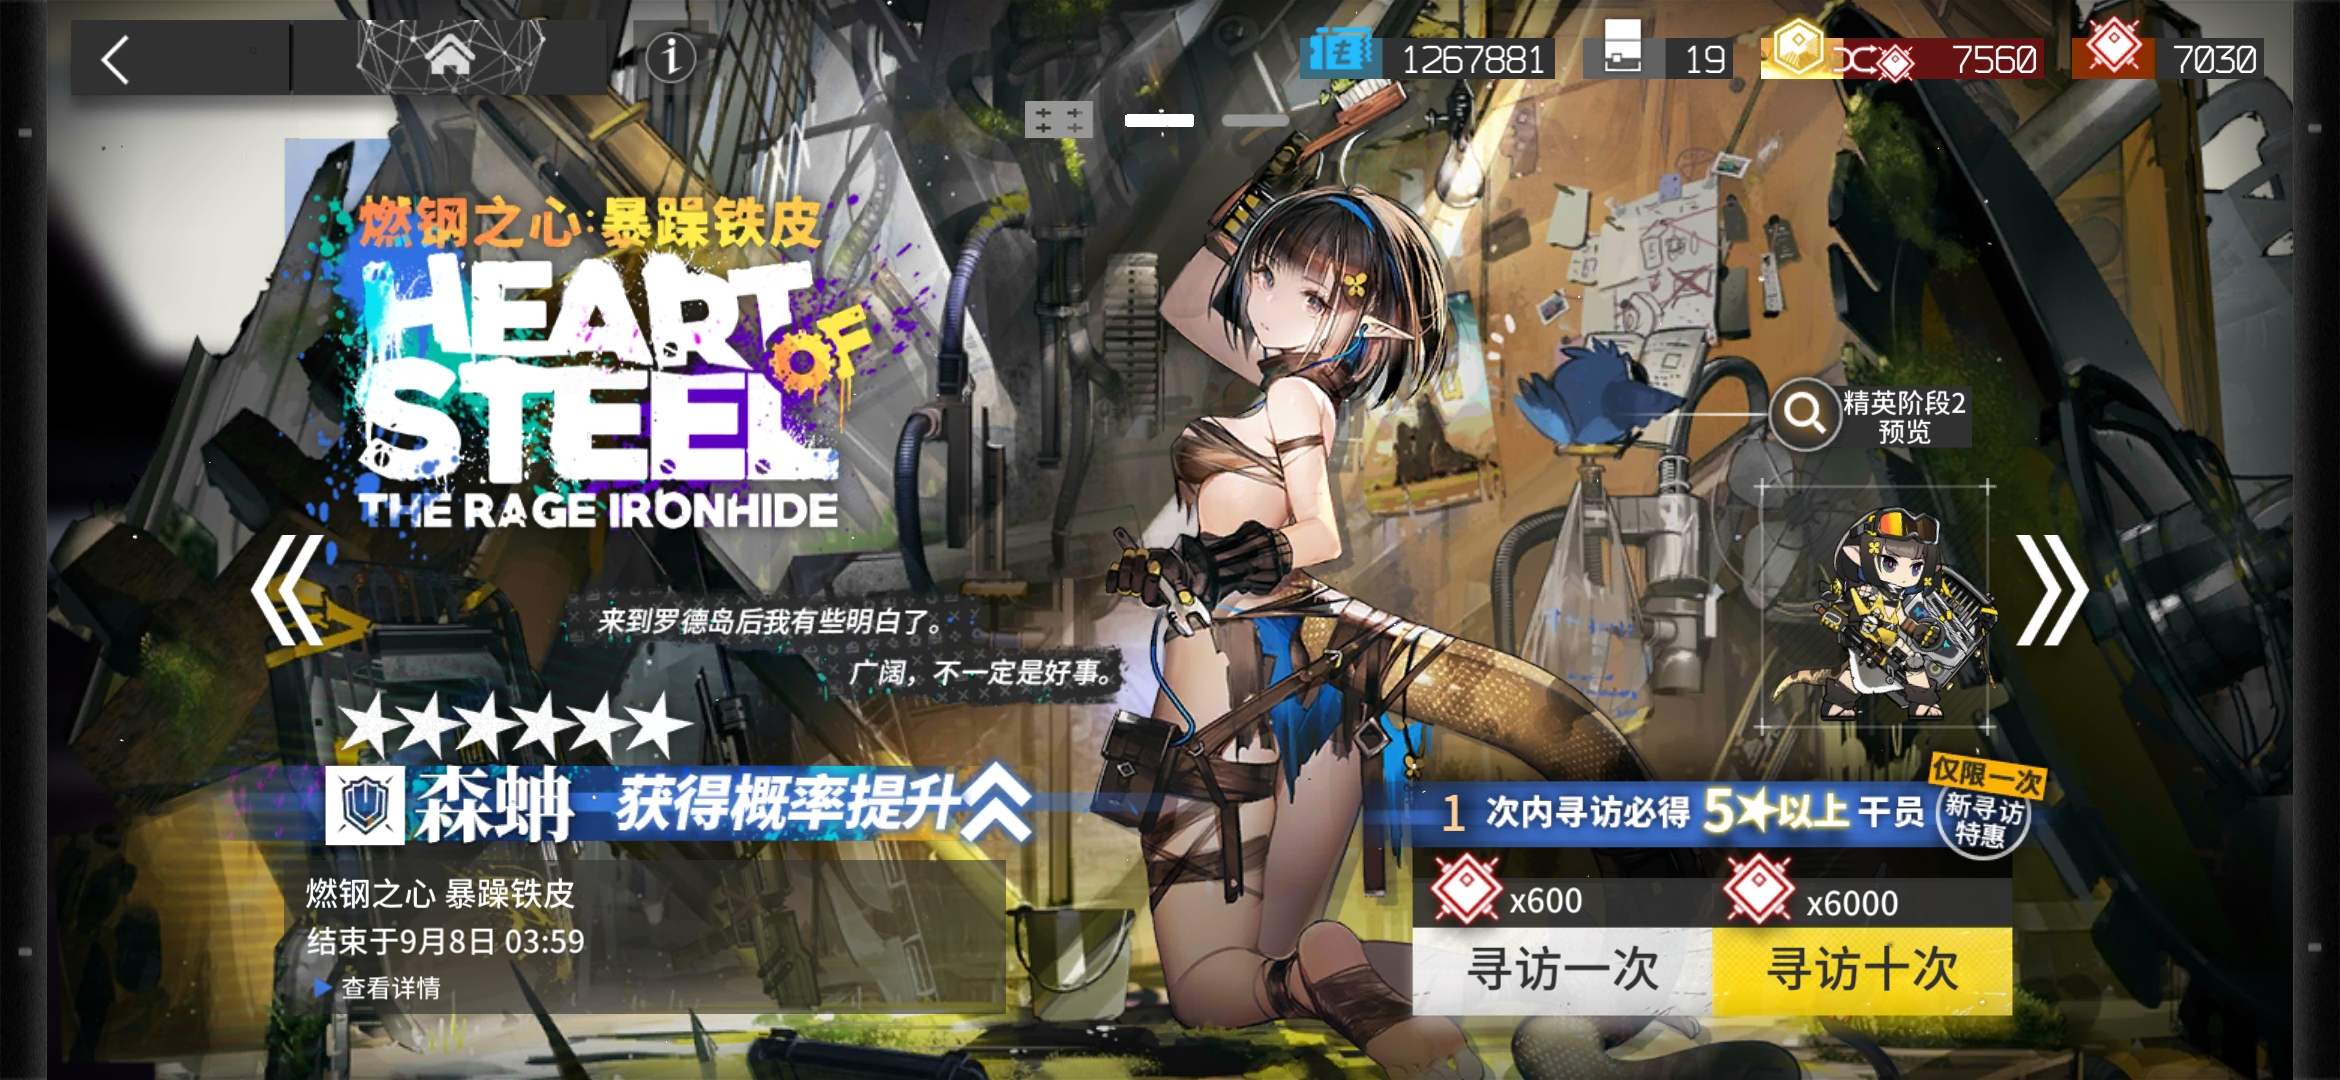 1267881
19
7560
7030
燃钢之心:暴躁铁皮
HEART
OF
STEEL
THE RAGE IRONHIDE
精英阶段2
预览
来到罗德岛后我有些明白了。
广阔，不一定是好事。
森蚺 获得概率提升
仅限一次
1 次内寻访必得 5★以上 干员
新寻访
特惠
燃钢之心 暴躁铁皮
结束于9月8日 03:59
查看详情
x600
x6000
寻访一次
寻访十次